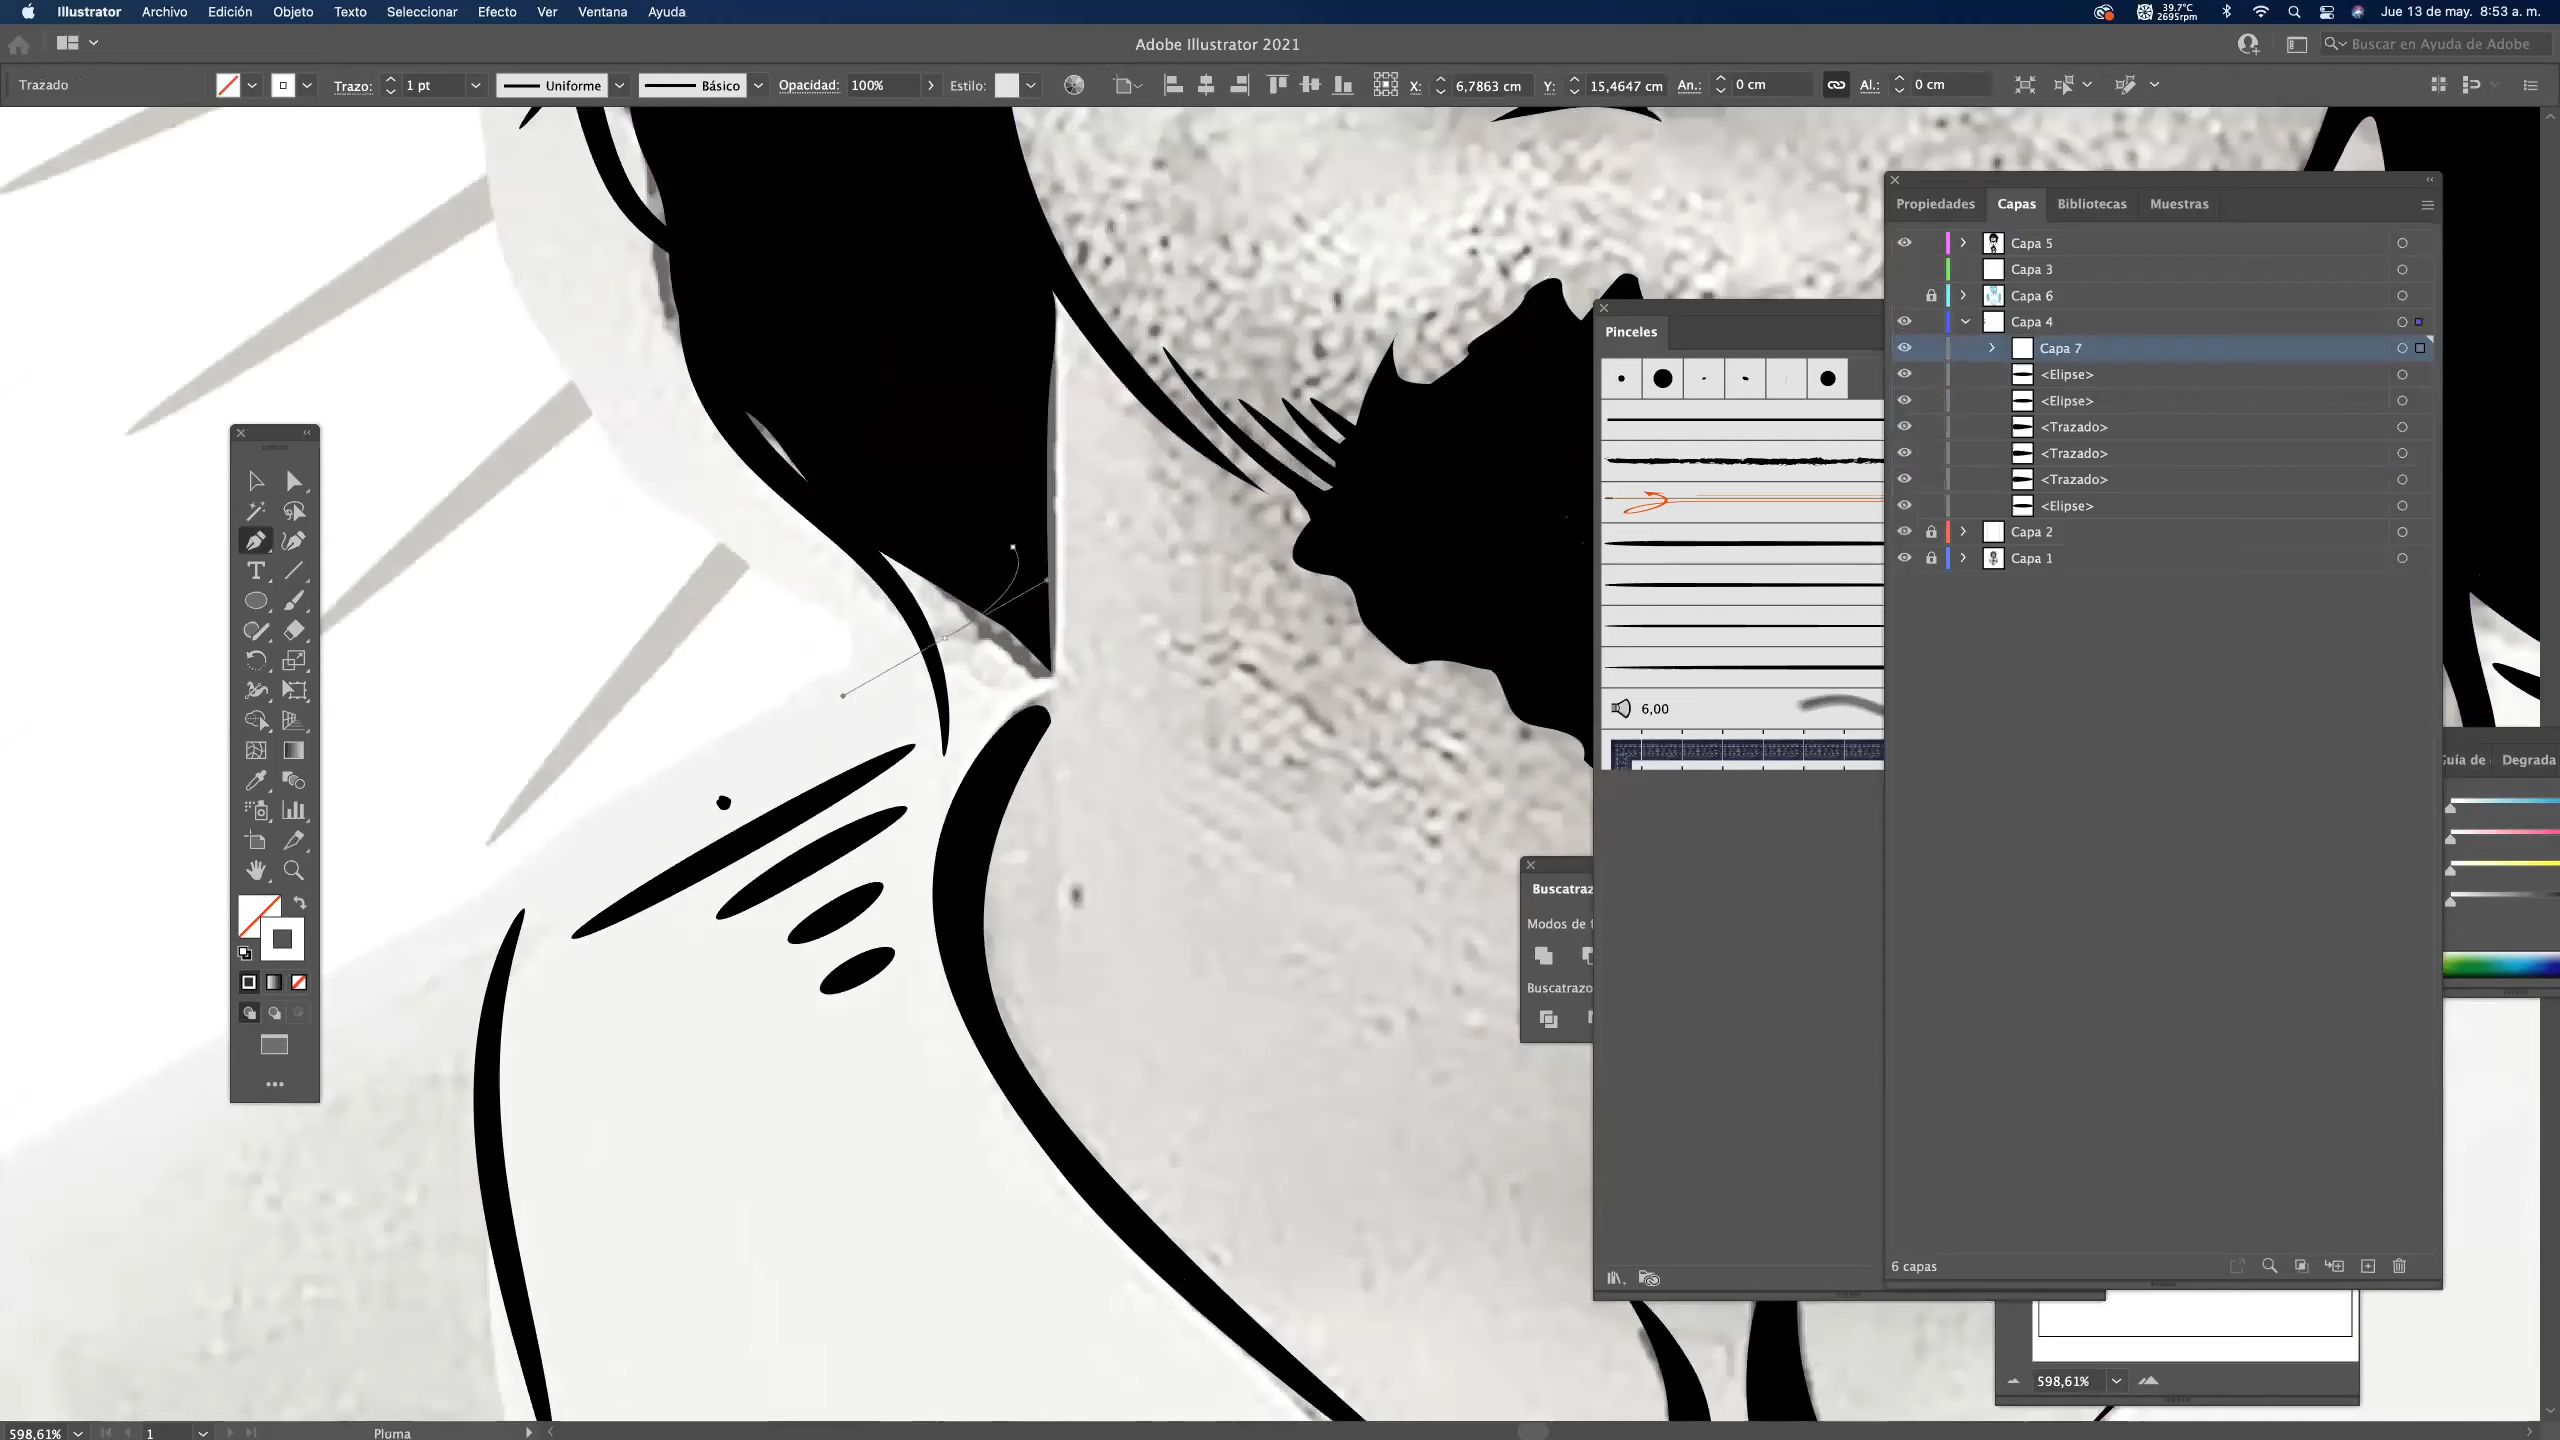 Illustrator Archivo Edición Objeto Texto Seleccionar Efecto Ver Ventana Ayuda
39.7°C
2695rpm
Jue 13 de may. 8:53 a. m.
Adobe Illustrator 2021
Buscar en Ayuda de Adobe
Trazado
Trazo: 1 pt Uniforme Básico Opacidad: 100% Estilo: X: 6,7863 cm Y: 15,4647 cm An.: 0 cm Al.: 0 cm
Propiedades Capas Bibliotecas Muestras
Capa 5
Capa 3
Capa 6
Capa 4
Capa 7
<Elipse>
<Elipse>
<Trazado>
<Trazado>
<Trazado>
<Elipse>
Capa 2
Capa 1
6 capas
Pinceles
6,00
Guía de Degrada
Buscatraz
Modos de f
Buscatrazo
598,61%
598,61% 1 Pluma